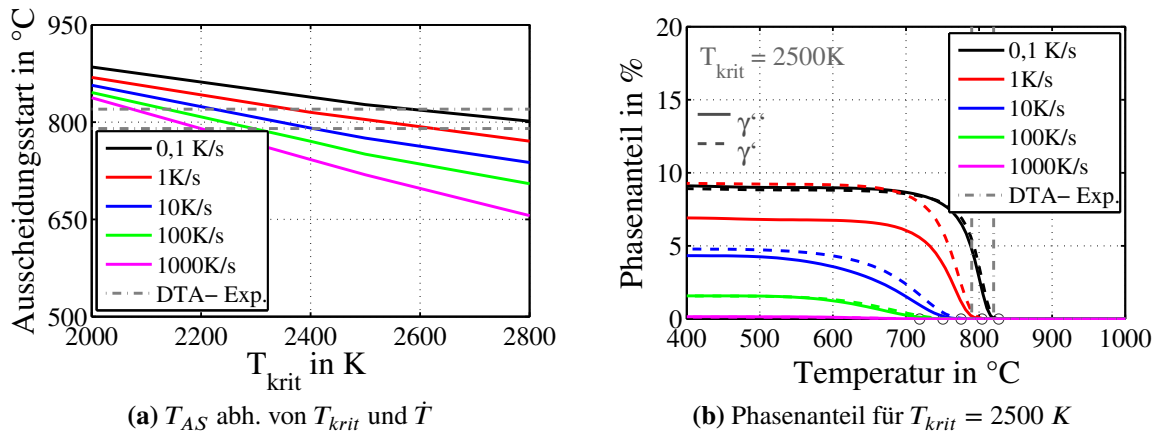 950
800
650
500
Ausscheidungsstart in °C
0,1 K/s
1K/s
10K/s
100K/s
1000K/s
DTA− Exp.
2000 2200 2400 2600 2800
T_krit in K
(a) T_AS abh. von T_krit und Ṫ
20
15
10
5
0
Phasenanteil in %
T_krit = 2500K
γ‘‘
γ‘
0,1 K/s
1K/s
10K/s
100K/s
1000K/s
DTA− Exp.
400 500 600 700 800 900 1000
Temperatur in °C
(b) Phasenanteil für T_krit = 2500 K